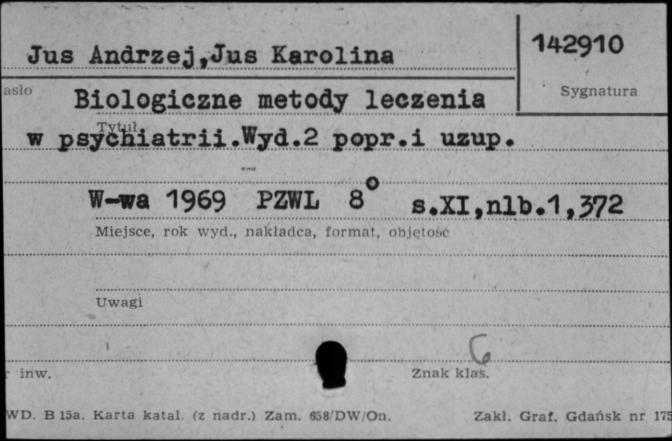 Jus Andrzej,Jus Karolina
142910
asło
Sygnatura
Biologiczne metody leczenia
Tytuł
w psychiatrii.Wyd.2 popr.i uzup.
W-wa 1969 PZWL 8° s.XI,nlb.1,372
Miejsce, rok wyd., nakładca, format, objętość
Uwagi
6
r inw.
Znak klas.
WD. B 15a. Karta katal. (z nadr.) Zam. 658/DW/On.
Zakł. Graf. Gdańsk nr 175